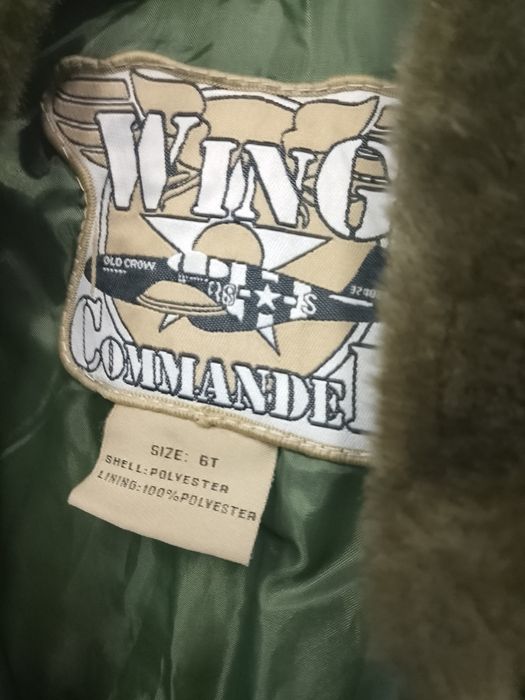 WING
OLD CROW
COMMANDE
SIZE: 6T
SHELL:POLYESTER
LINING:100%POLYESTER